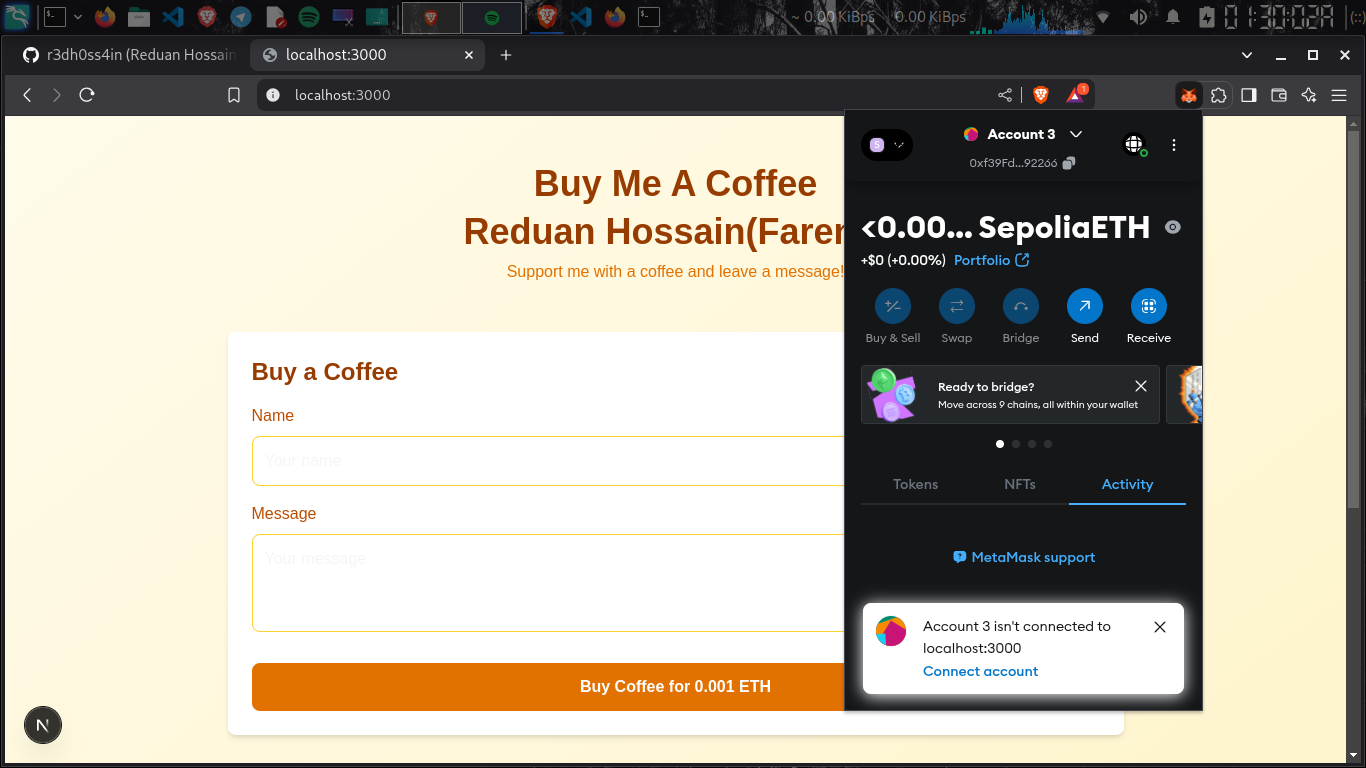 ~ 0.00 KiBps 0.00 KiBps
01:30:02
r3dh0ss4in (Reduan Hossain
localhost:3000
localhost:3000
1
Buy Me A Coffee
Reduan Hossain(Faren
Support me with a coffee and leave a message!
Buy a Coffee
Name
Your name
Message
Your message
Buy Coffee for 0.001 ETH
N
S
Account 3
0xf39Fd...92266
<0.00... SepoliaETH
+$0 (+0.00%) Portfolio
Buy & Sell Swap Bridge Send Receive
Ready to bridge?
Move across 9 chains, all within your wallet
Tokens NFTs Activity
MetaMask support
Account 3 isn't connected to
localhost:3000
Connect account